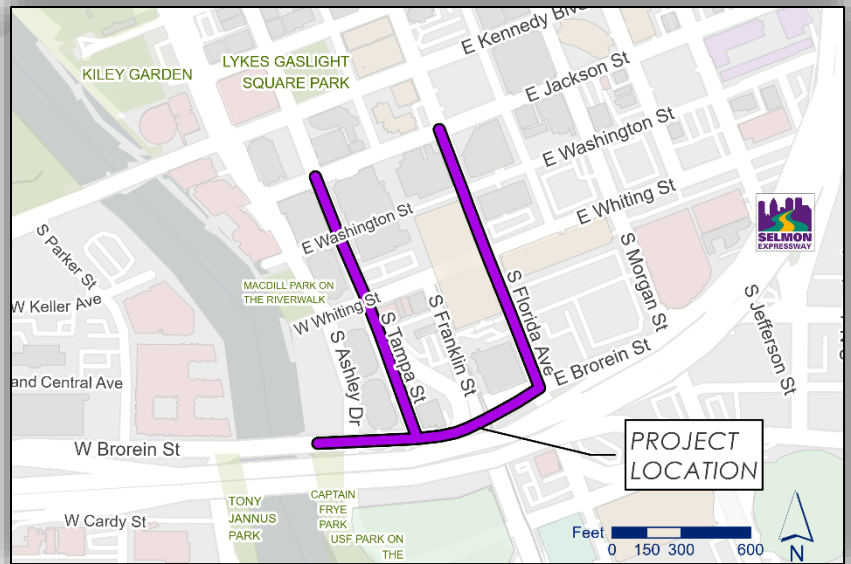 E Kennedy Blv
LYKES GASLIGHT
SQUARE PARK
KILEY GARDEN
E Jackson St
E Washington St
E Whiting St
S Parker St
E Washington St
SELMON
EXPRESSWAY
MACDILL PARK ON
THE RIVERWALK
W Keller Ave
W Whiting St
S Ashley Dr
S Tampa St
S Franklin St
S Florida Ave
S Morgan St
S Jefferson St
and Central Ave
E Brorein St
W Brorein St
PROJECT
LOCATION
W Cardy St
TONY
JANNUS
PARK
CAPTAIN
FRYE
PARK
USF PARK ON
THE
Feet
0 150 300 600
N